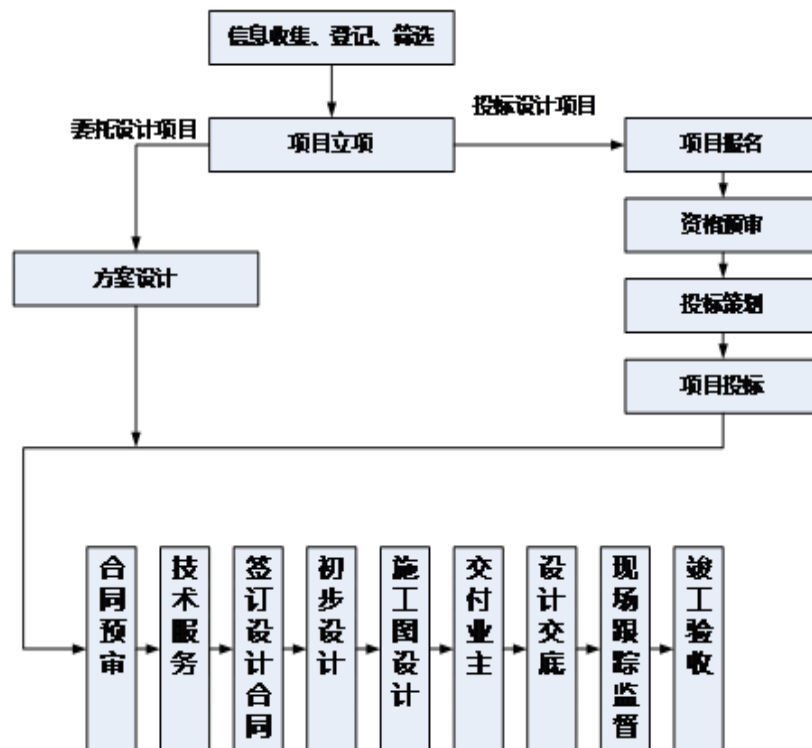 信息收集、登记、筛选
委托设计项目
投标设计项目
项目立项
项目报名
资格预审
方案设计
投标策划
项目投标
合同预审
技术服务
签订设计合同
初步设计
施工图设计
交付业主
设计交底
现场跟踪监督
竣工验收